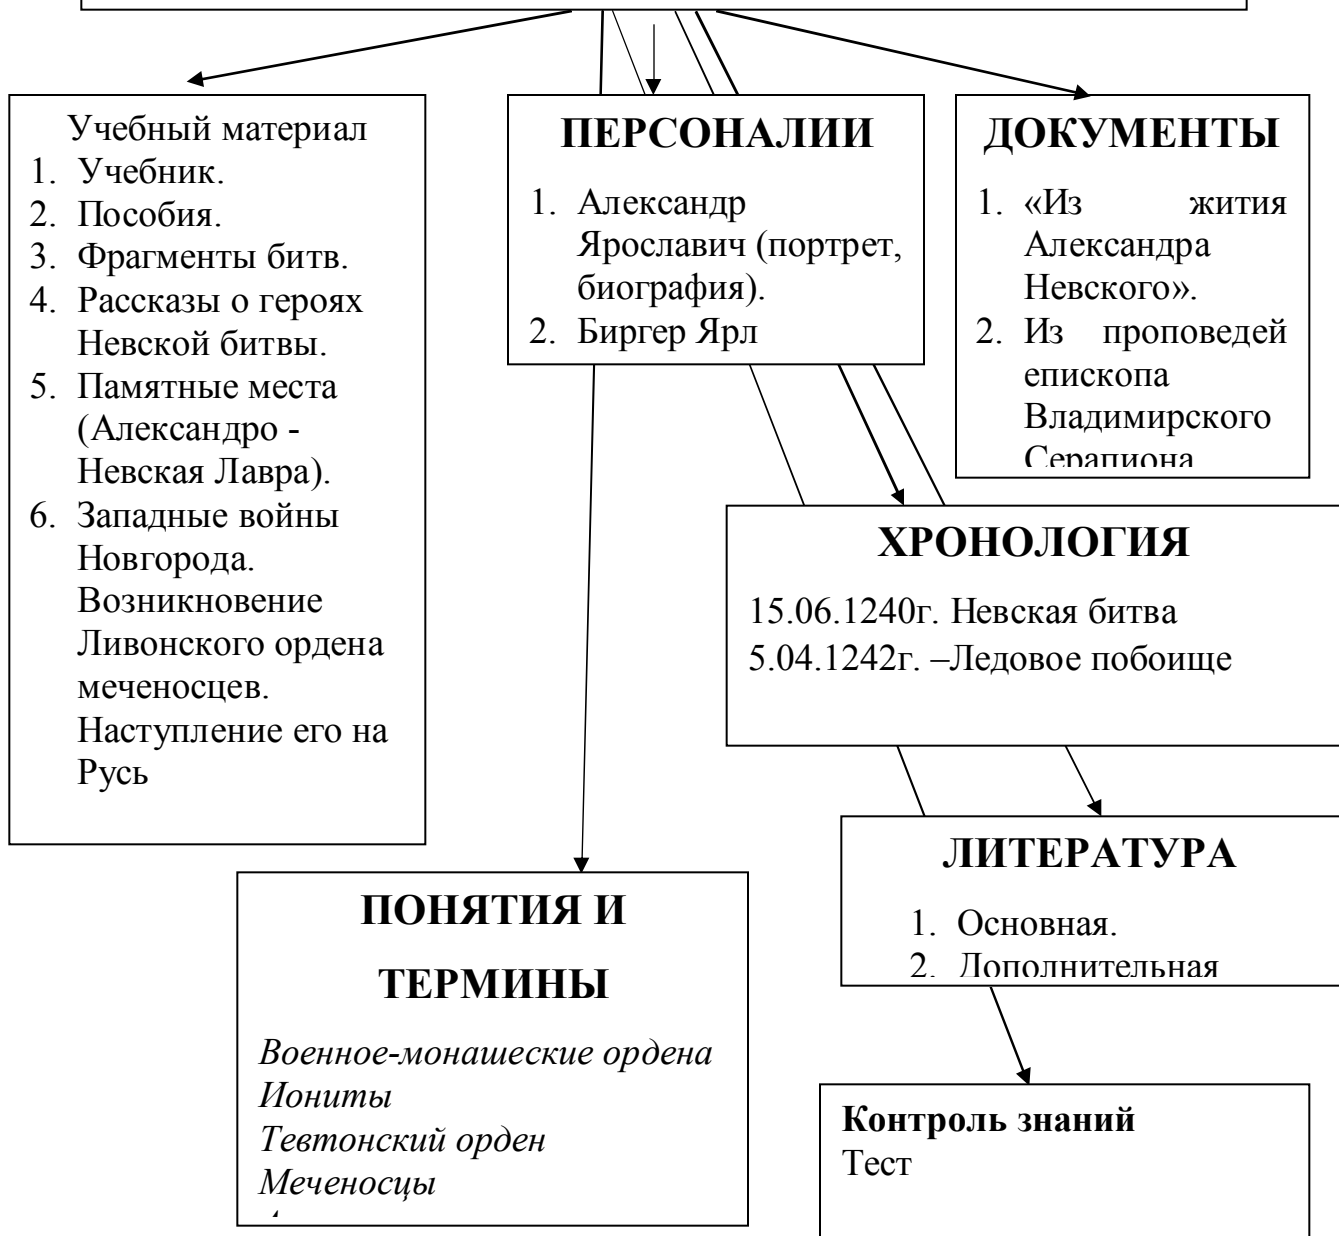 Учебный материал
1. Учебник.
2. Пособия.
3. Фрагменты битв.
4. Рассказы о героях
Невской битвы.
5. Памятные места
(Александро -
Невская Лавра).
6. Западные войны
Новгорода.
Возникновение
Ливонского ордена
меченосцев.
Наступление его на
Русь
ПЕРСОНАЛИИ
1. Александр
Ярославич (портрет,
биография).
2. Биргер Ярл
ДОКУМЕНТЫ
1. «Из жития
Александра
Невского».
2. Из проповедей
епископа
Владимирского
Серапиона
ХРОНОЛОГИЯ
15.06.1240г. Невская битва
5.04.1242г. –Ледовое побоище
ЛИТЕРАТУРА
1. Основная.
2. Дополнительная
ПОНЯТИЯ И
ТЕРМИНЫ
Военное-монашеские ордена
Иониты
Тевтонский орден
Меченосцы
Контроль знаний
Тест